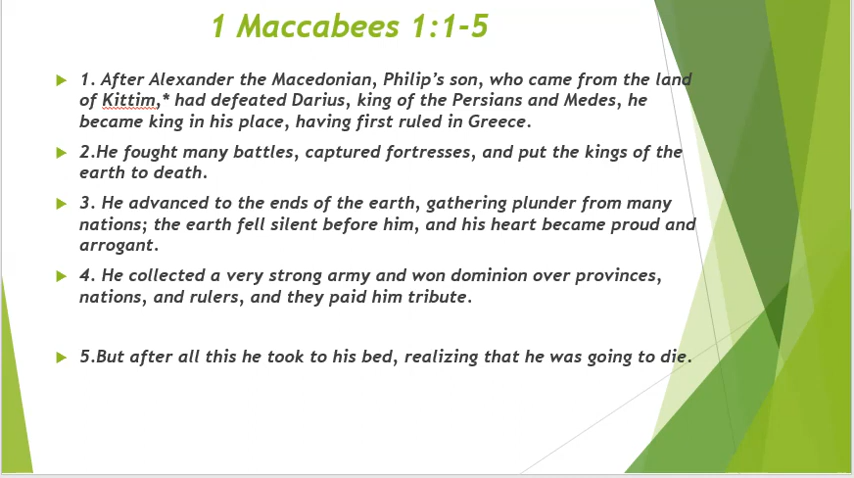 1 Maccabees 1:1-5
1. After Alexander the Macedonian, Philip’s son, who came from the land
of Kittim,* had defeated Darius, king of the Persians and Medes, he
became king in his place, having first ruled in Greece.
2.He fought many battles, captured fortresses, and put the kings of the
earth to death.
3. He advanced to the ends of the earth, gathering plunder from many
nations; the earth fell silent before him, and his heart became proud and
arrogant.
4. He collected a very strong army and won dominion over provinces,
nations, and rulers, and they paid him tribute.
5.But after all this he took to his bed, realizing that he was going to die.